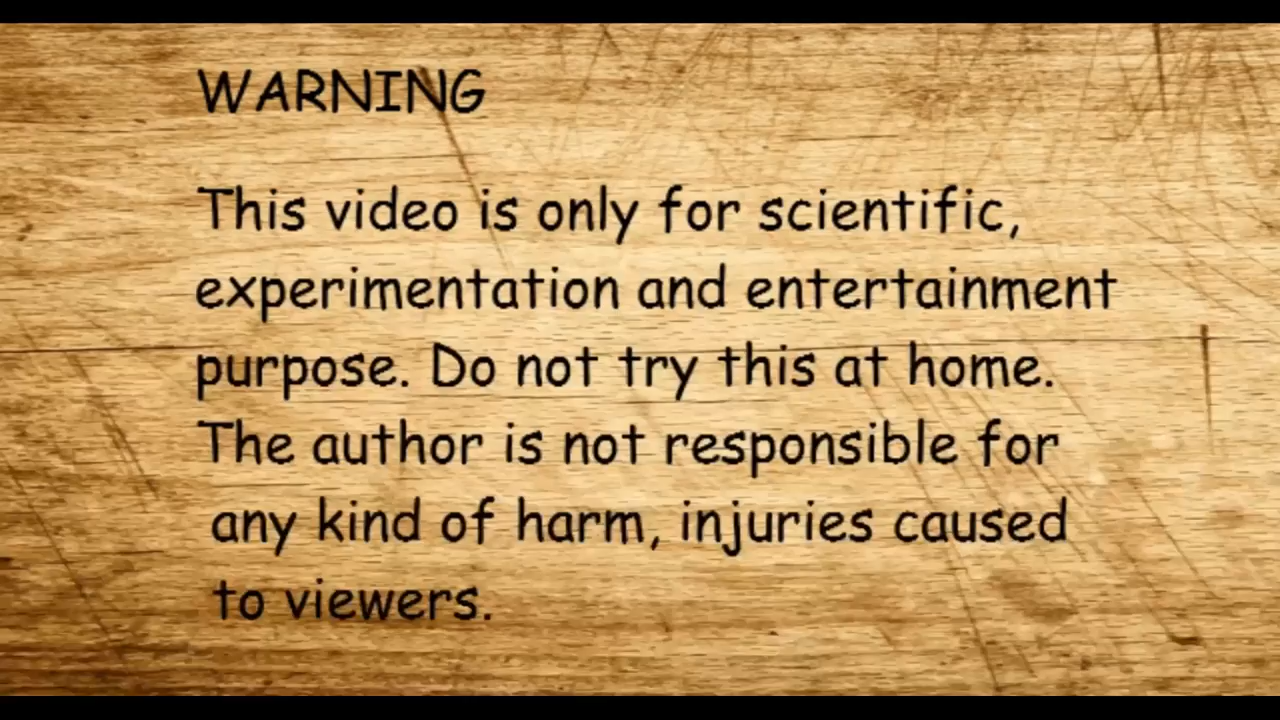 WARNING
This video is only for scientific,
experimentation and entertainment
purpose. Do not try this at home.
The author is not responsible for
any kind of harm, injuries caused
to viewers.